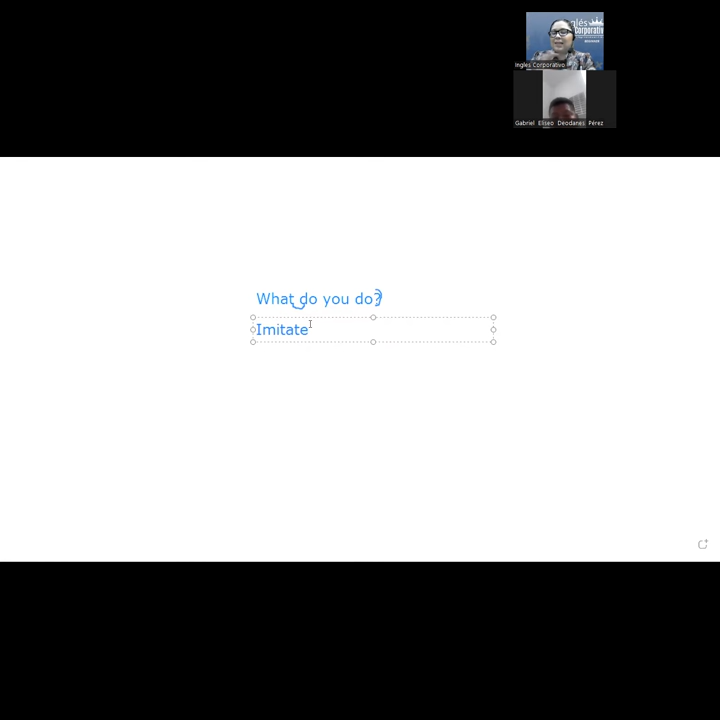 Inglés Corporativo
Ingles Corporativo
Gabriel Eliseo Deodanes Pérez
What do you do?
Imitate